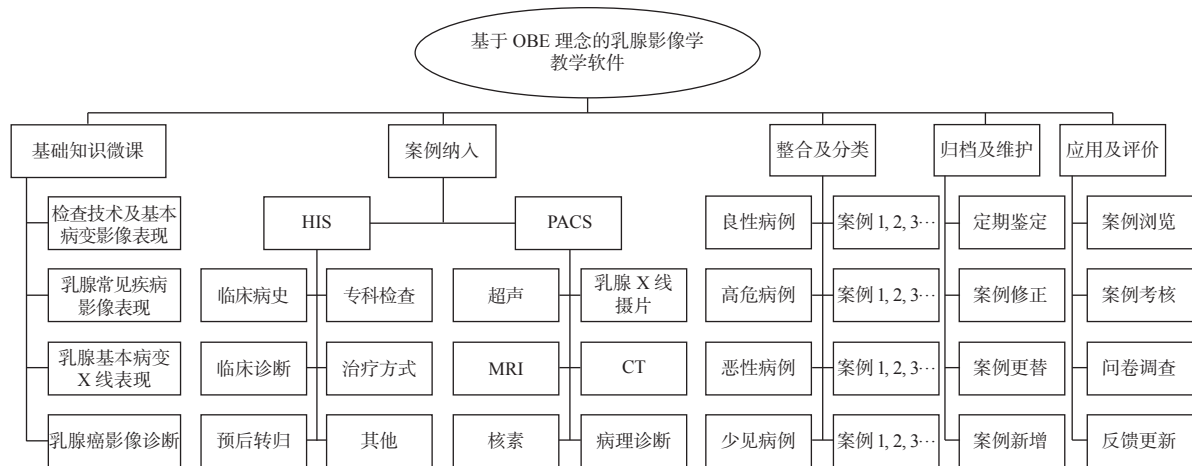 基于 OBE 理念的乳腺影像学
教学软件
基础知识微课
案例纳入
整合及分类
归档及维护
应用及评价
检查技术及基本
病变影像表现
乳腺常见疾病
影像表现
乳腺基本病变
X 线表现
乳腺癌影像诊断
HIS
PACS
临床病史
专科检查
临床诊断
治疗方式
预后转归
其他
超声
乳腺 X 线
摄片
MRI
CT
核素
病理诊断
良性病例
案例 1, 2, 3…
高危病例
案例 1, 2, 3…
恶性病例
案例 1, 2, 3…
少见病例
案例 1, 2, 3…
定期鉴定
案例修正
案例更替
案例新增
案例浏览
案例考核
问卷调查
反馈更新